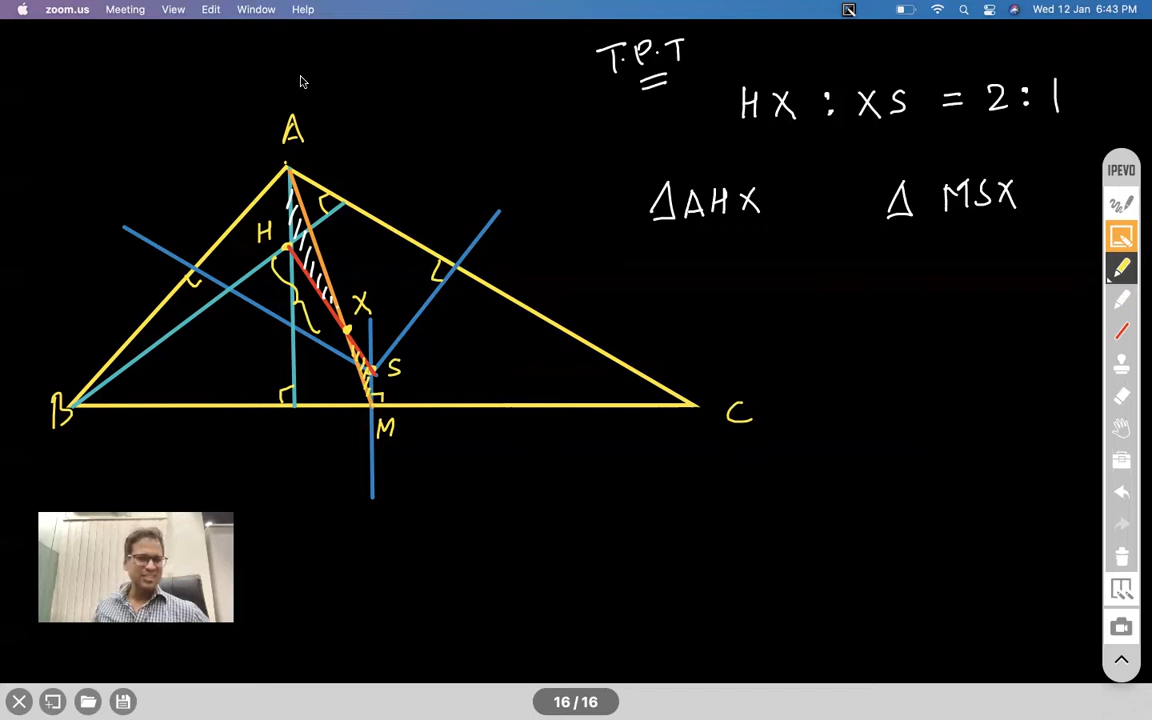 zoom.us Meeting View Edit Window Help Wed 12 Jan 6:43 PM
T.P.T
HX : XS = 2:1
A
IPEVO
ΔAHX Δ MSX
H
X
S
B
C
M
16/16